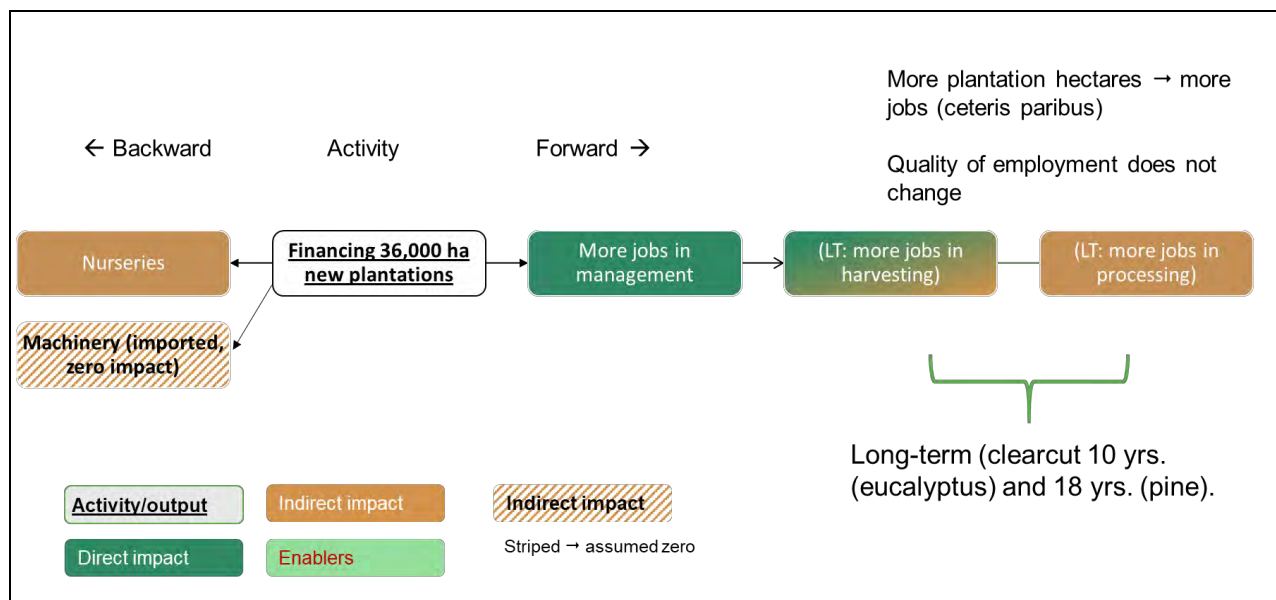 More plantation hectares → more
jobs (ceteris paribus)
Quality of employment does not
change
← Backward
Activity
Forward →
Nurseries
Financing 36,000 ha
new plantations
More jobs in
management
(LT: more jobs in
harvesting)
(LT: more jobs in
processing)
Machinery (imported,
zero impact)
Long-term (clearcut 10 yrs.
(eucalyptus) and 18 yrs. (pine).
Activity/output
Indirect impact
Indirect impact
Direct impact
Enablers
Striped → assumed zero